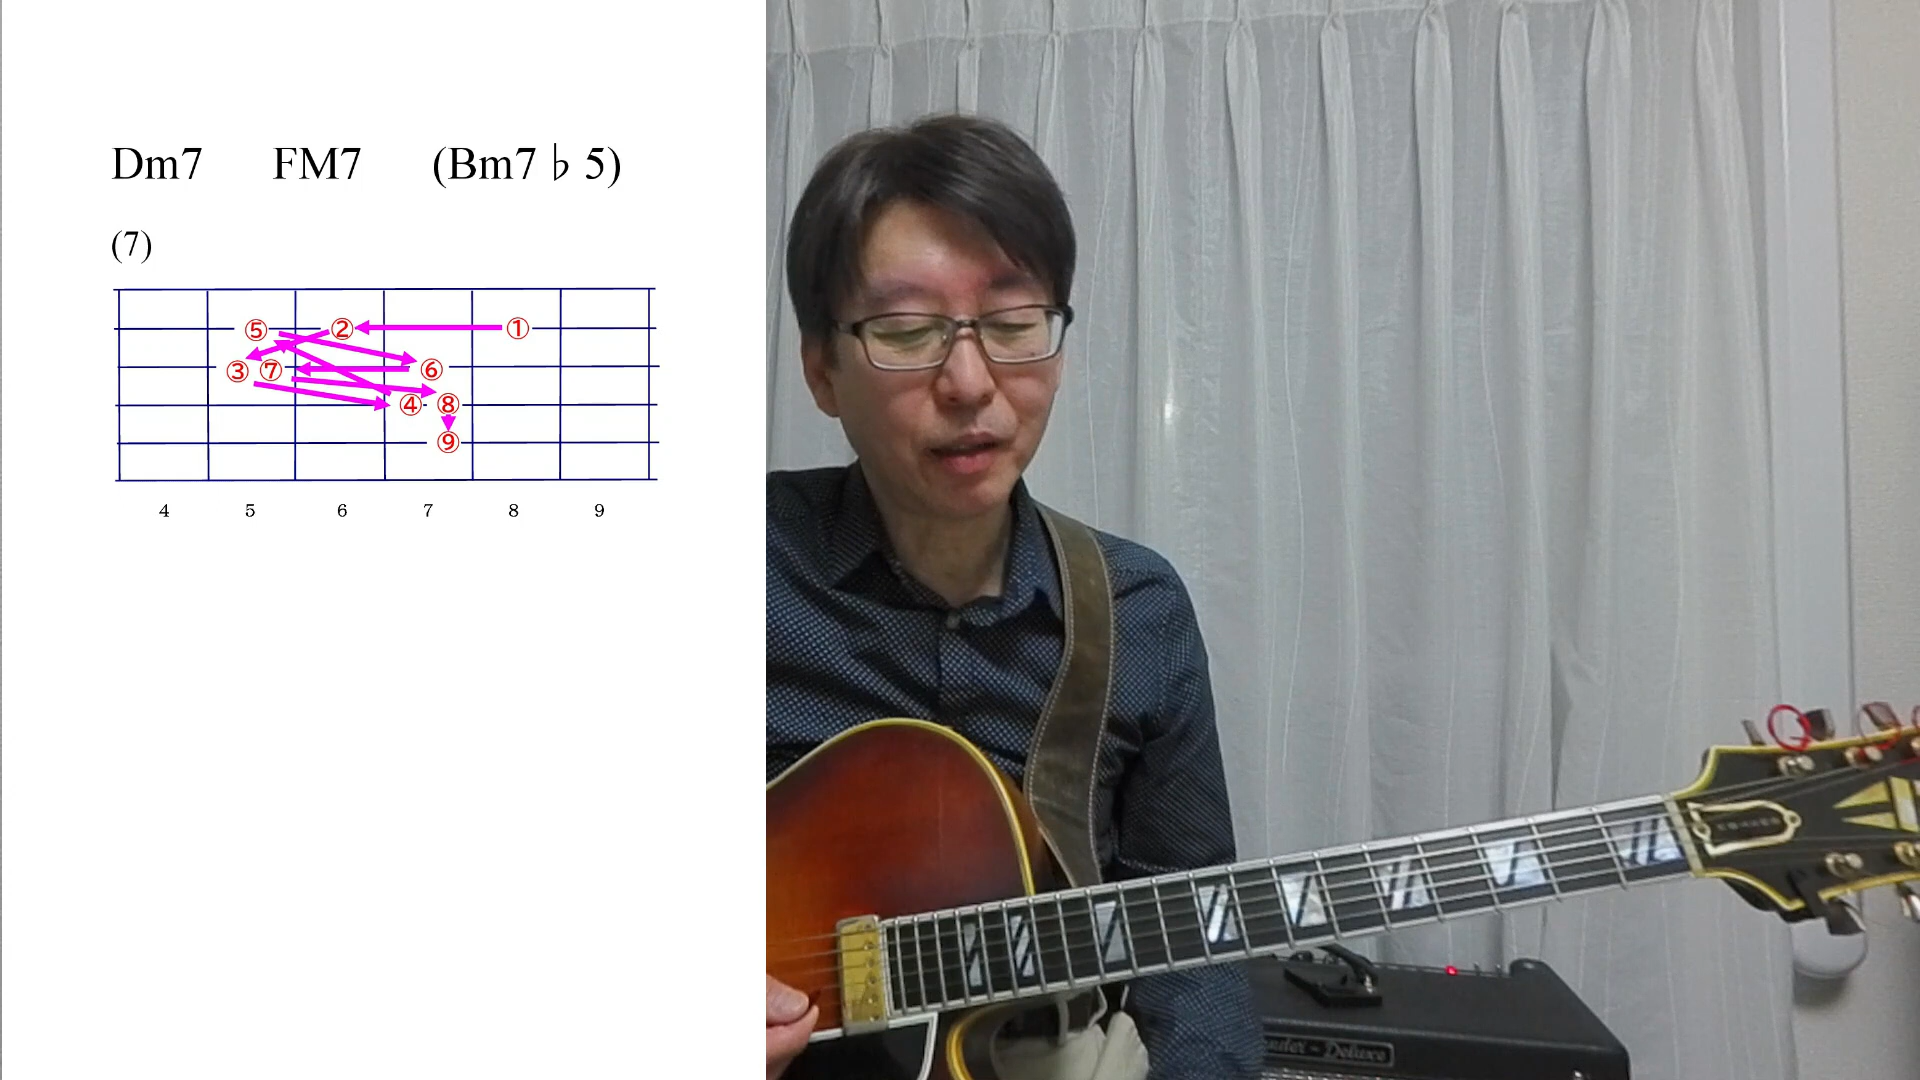 Dm7 FM7 (Bm7♭5)
(7)
⑤ ② ①
③ ⑦ ⑥
④ ⑧
⑨
4 5 6 7 8 9
Deluxe